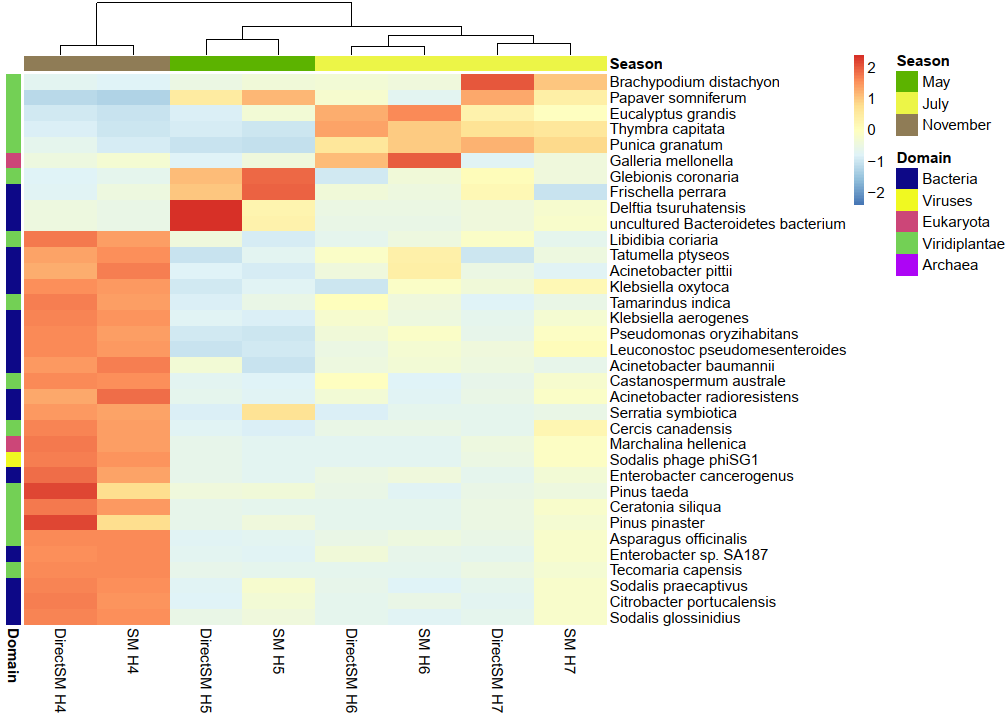 Season
Brachypodium distachyon
Papaver somniferum
Eucalyptus grandis
Thymbra capitata
Punica granatum
Galleria mellonella
Glebionis coronaria
Frischella perrara
Delftia tsuruhatensis
uncultured Bacteroidetes bacterium
Libidibia coriaria
Tatumella ptyseos
Acinetobacter pittii
Klebsiella oxytoca
Tamarindus indica
Klebsiella aerogenes
Pseudomonas oryzihabitans
Leuconostoc pseudomesenteroides
Acinetobacter baumannii
Castanospermum australe
Acinetobacter radioresistens
Serratia symbiotica
Cercis canadensis
Marchalina hellenica
Sodalis phage phiSG1
Enterobacter cancerogenus
Pinus taeda
Ceratonia siliqua
Pinus pinaster
Asparagus officinalis
Enterobacter sp. SA187
Tecomaria capensis
Sodalis praecaptivus
Citrobacter portucalensis
Sodalis glossinidius
Domain
DirectSM H4
SM H4
DirectSM H5
SM H5
DirectSM H6
SM H6
DirectSM H7
SM H7
2
1
0
−1
−2
Season
May
July
November
Domain
Bacteria
Viruses
Eukaryota
Viridiplantae
Archaea